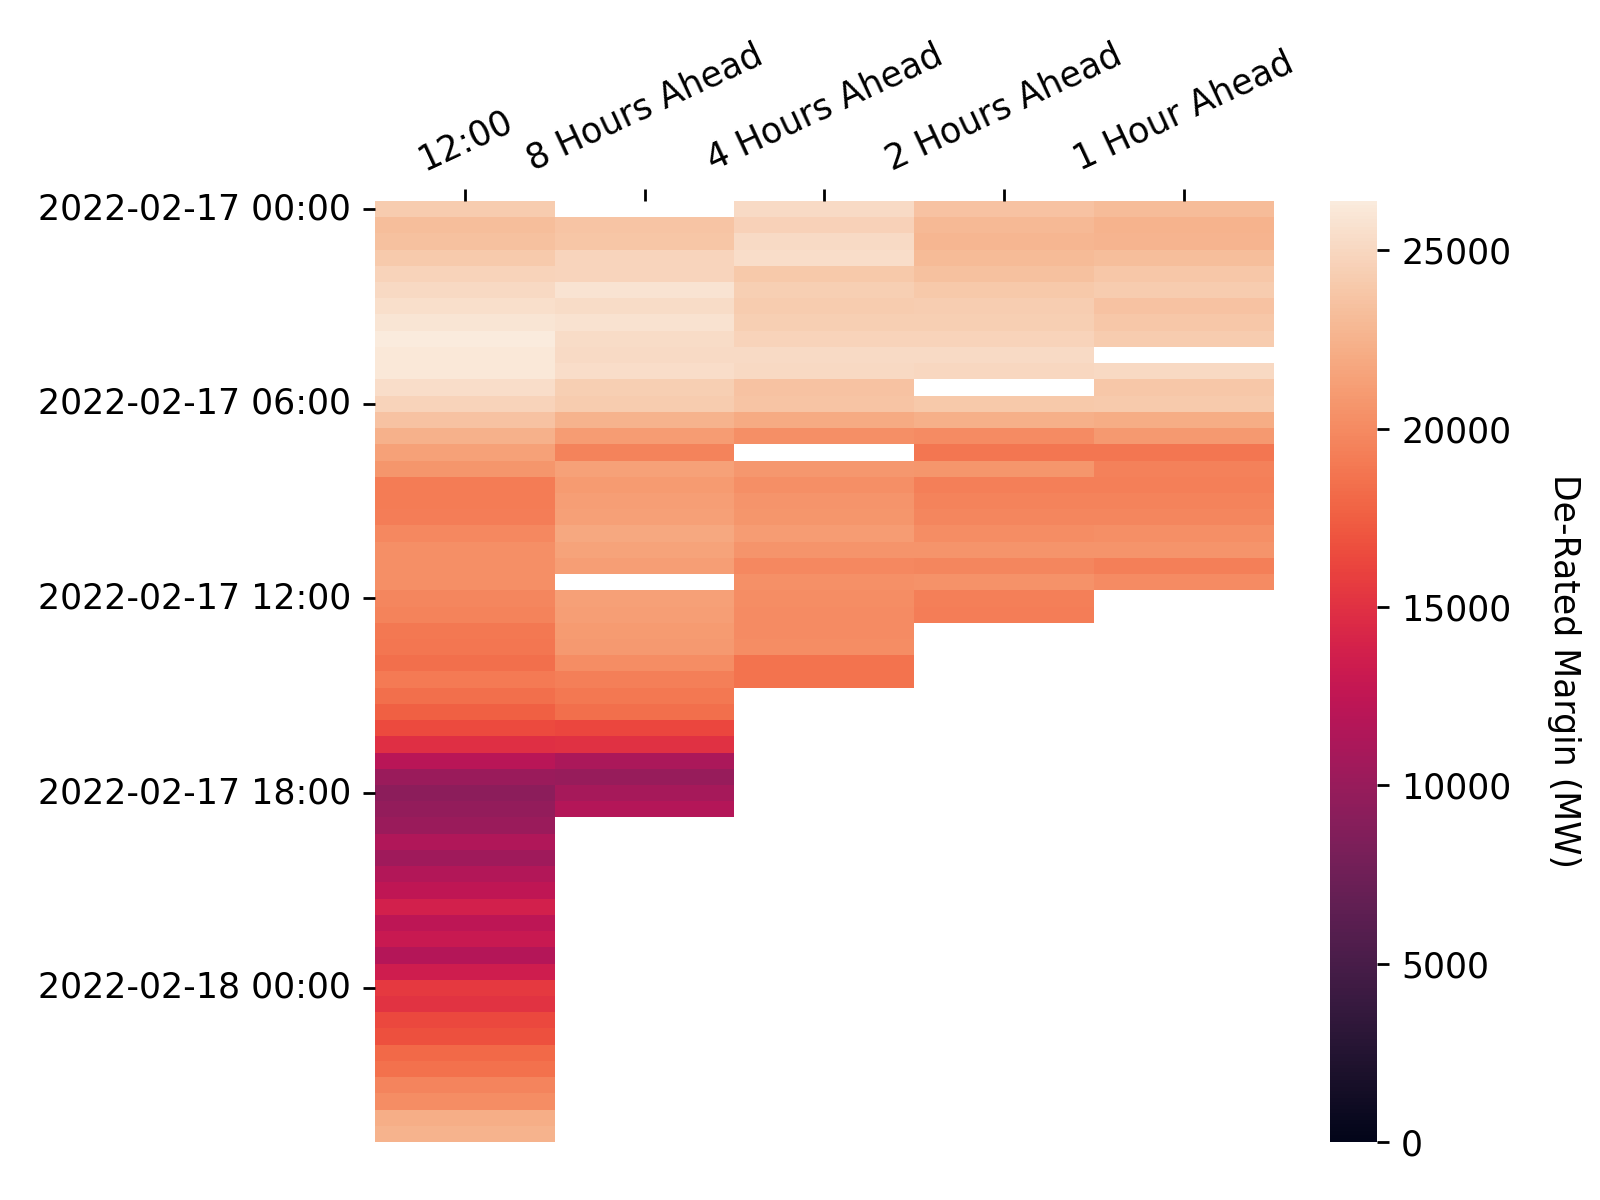 12:00
8 Hours Ahead
4 Hours Ahead
2 Hours Ahead
1 Hour Ahead
2022-02-17 00:00
2022-02-17 06:00
2022-02-17 12:00
2022-02-17 18:00
2022-02-18 00:00
25000
20000
15000
10000
5000
0
De-Rated Margin (MW)